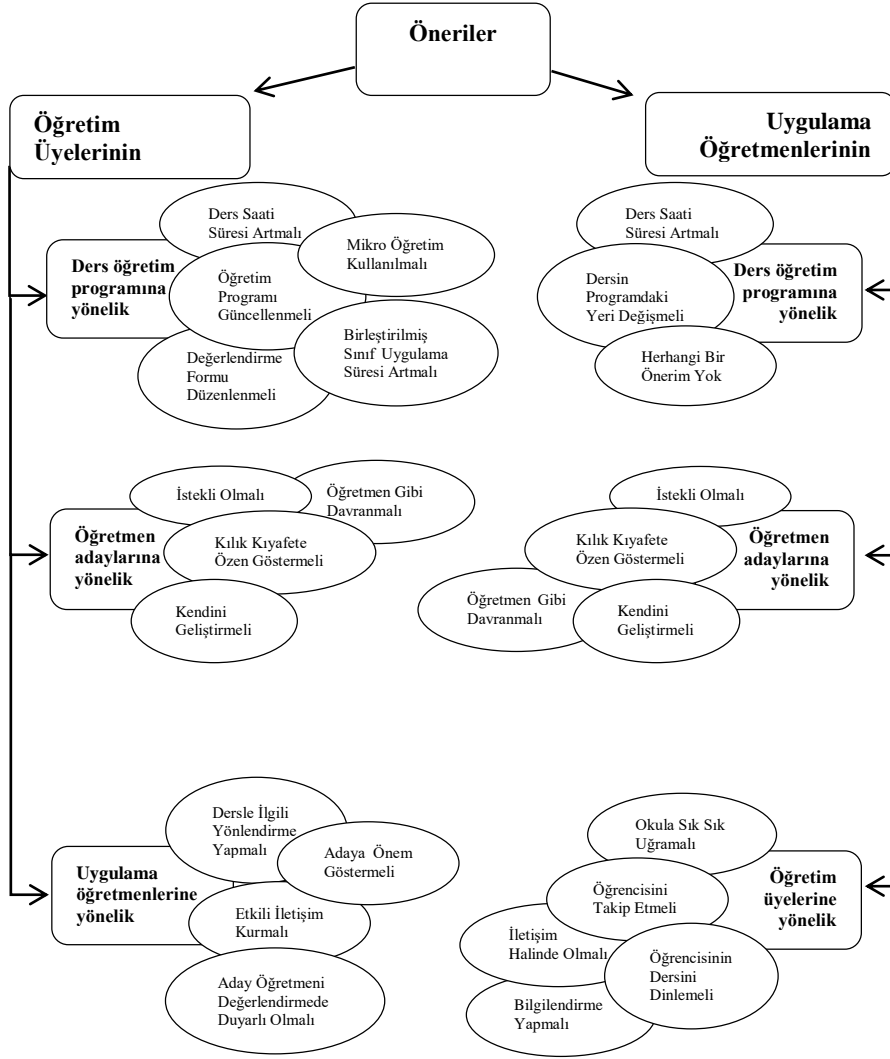 Öneriler
Öğretim
Üyelerinin
Uygulama
Öğretmenlerinin
Ders öğretim
programına
yönelik
Ders Saati
Süresi Artmalı
Mikro Öğretim
Kullanılmalı
Öğretim
Programı
Güncellenmeli
Birleştirilmiş
Sınıf Uygulama
Süresi Artmalı
Değerlendirme
Formu
Düzenlenmeli
Ders Saati
Süresi Artmalı
Dersin
Programdaki
Yeri Değişmeli
Herhangi Bir
Önerim Yok
Ders öğretim
programına
yönelik
Öğretmen
adaylarına
yönelik
İstekli Olmalı
Öğretmen Gibi
Davranmalı
Kılık Kıyafete
Özen Göstermeli
Kendini
Geliştirmeli
İstekli Olmalı
Kılık Kıyafete
Özen Göstermeli
Öğretmen Gibi
Davranmalı
Kendini
Geliştirmeli
Öğretmen
adaylarına
yönelik
Uygulama
öğretmenlerine
yönelik
Dersle İlgili
Yönlendirme
Yapmalı
Adaya Önem
Göstermeli
Etkili İletişim
Kurmalı
Aday Öğretmeni
Değerlendirmede
Duyarlı Olmalı
Okula Sık Sık
Uğramalı
Öğrencisini
Takip Etmeli
İletişim
Halinde Olmalı
Öğrencisinin
Dersini
Dinlemeli
Bilgilendirme
Yapmalı
Öğretim
üyelerine
yönelik